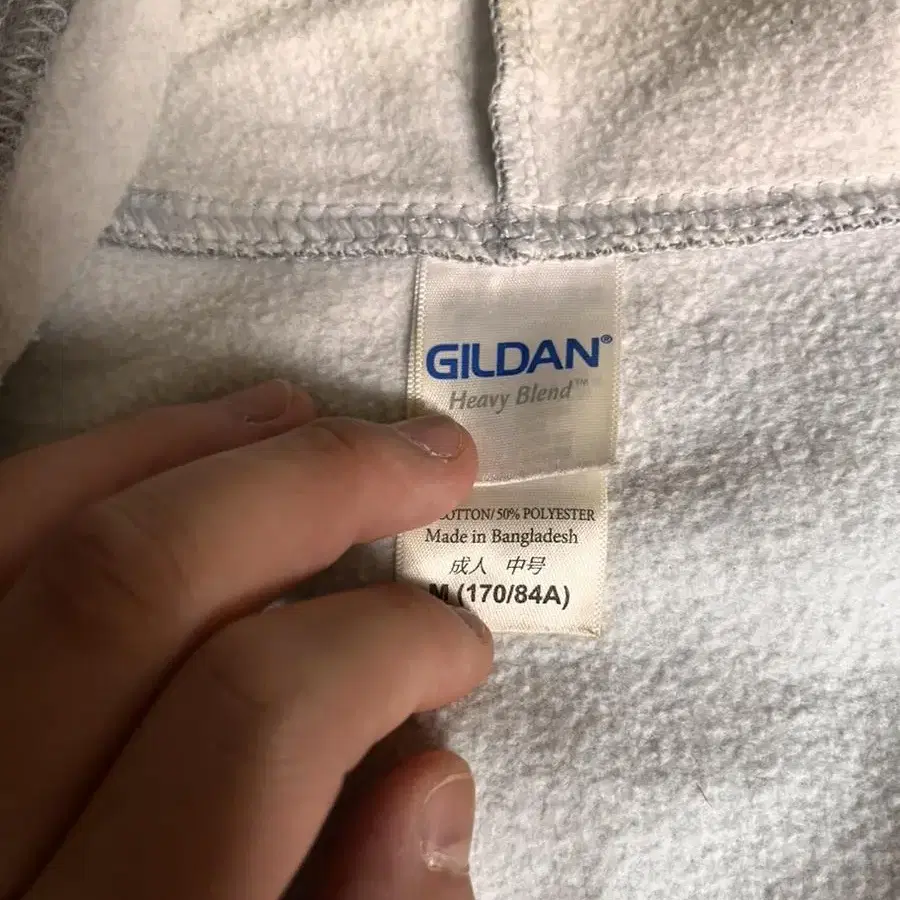 GILDAN®
Heavy Blend™
COTTON/50% POLYESTER
Made in Bangladesh
成人 中号
M (170/84A)